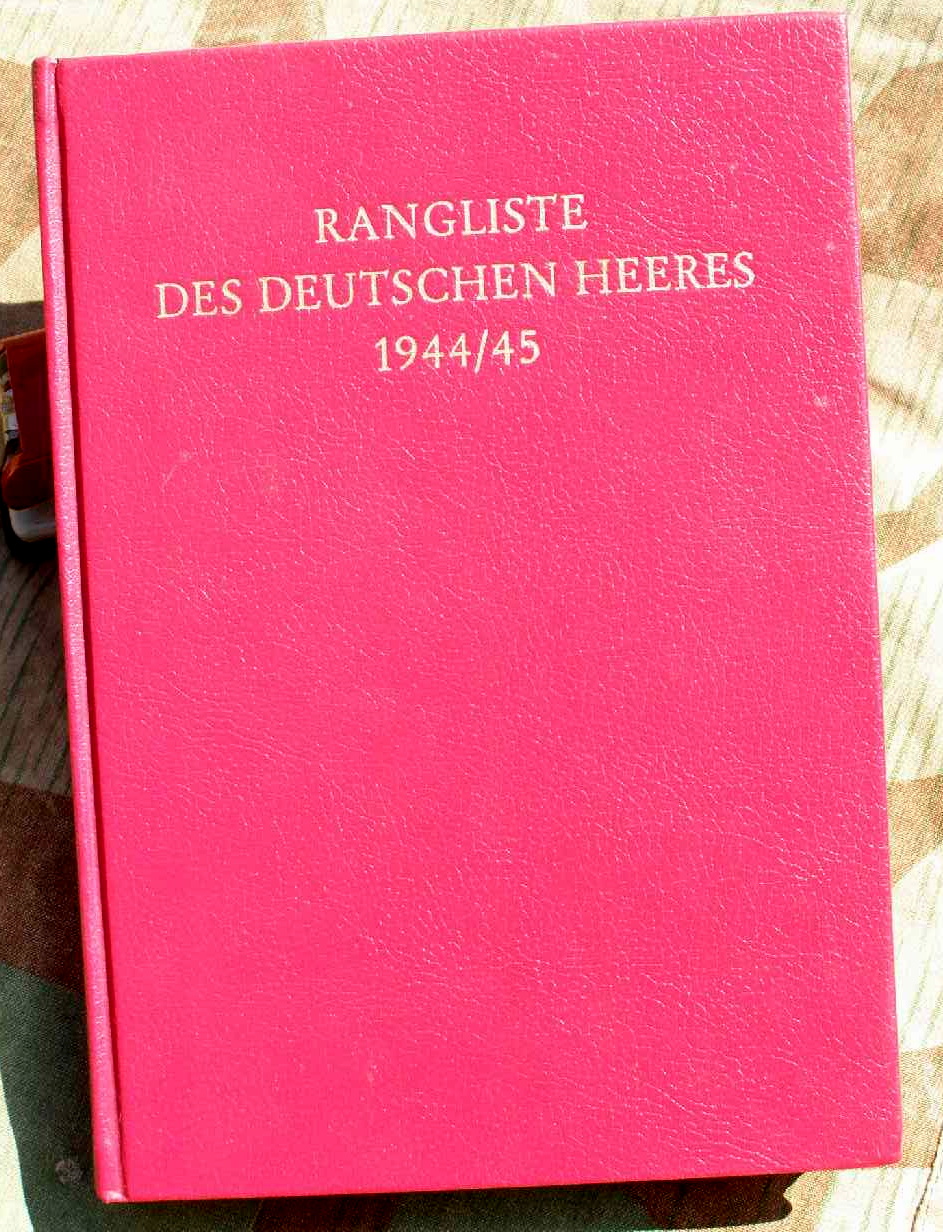 RANGLISTE
DES DEUTSCHEN HEERES
1944/45